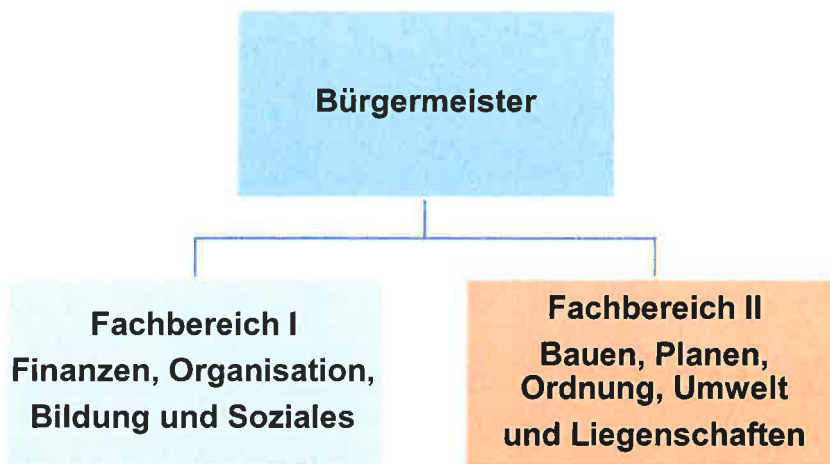 Bürgermeister
Fachbereich I
Finanzen, Organisation,
Bildung und Soziales
Fachbereich II
Bauen, Planen,
Ordnung, Umwelt
und Liegenschaften